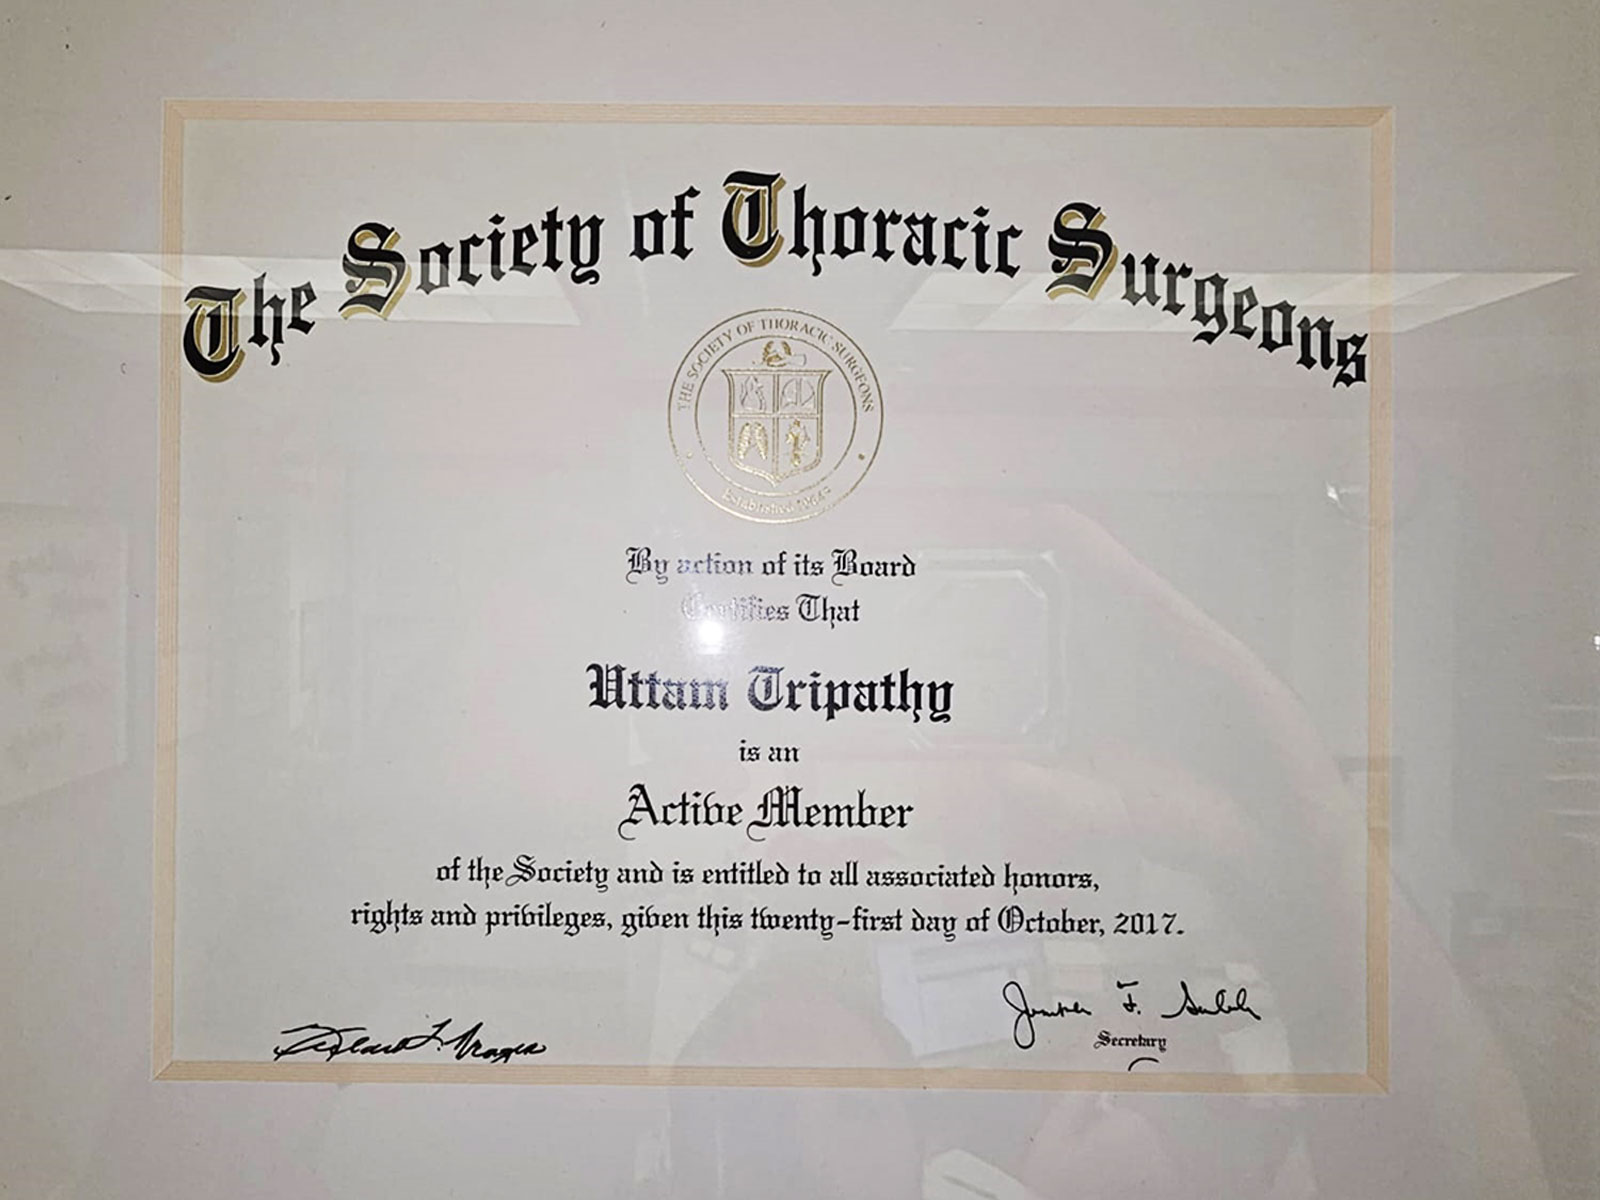 The Society of Thoracic Surgeons
THE SOCIETY OF THORACIC SURGEONS
Established 1964
By action of its Board
Certifies That
Uttam Tripathy
is an
Active Member
of the Society and is entitled to all associated honors,
rights and privileges, given this twenty-first day of October, 2017.
Secretary